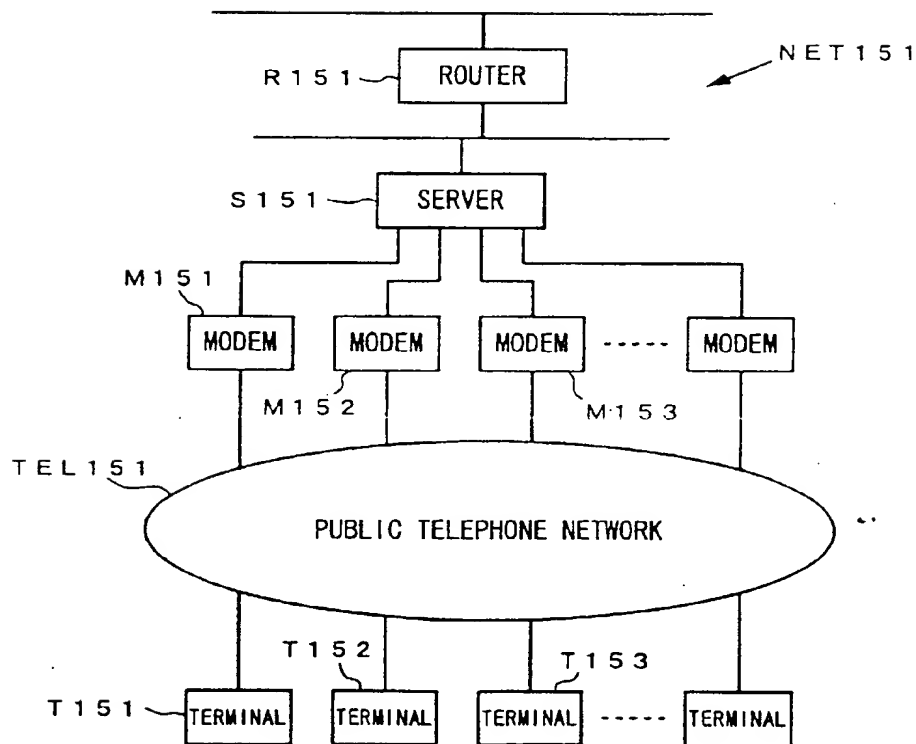 NET151
R151
ROUTER
S151
SERVER
M151
MODEM MODEM MODEM ----- MODEM
M152 M153
TEL151
PUBLIC TELEPHONE NETWORK
T152 T153
T151
TERMINAL TERMINAL TERMINAL ----- TERMINAL